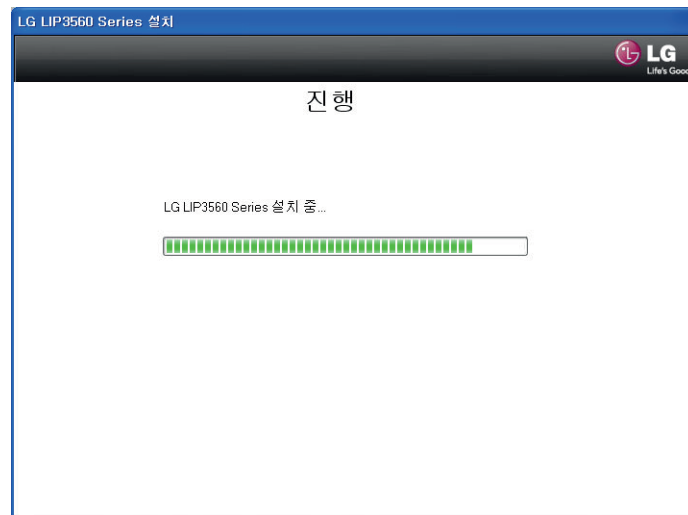 LG LIP3560 Series 설치
LG
Life's Good
진행
LG LIP3560 Series 설치 중...